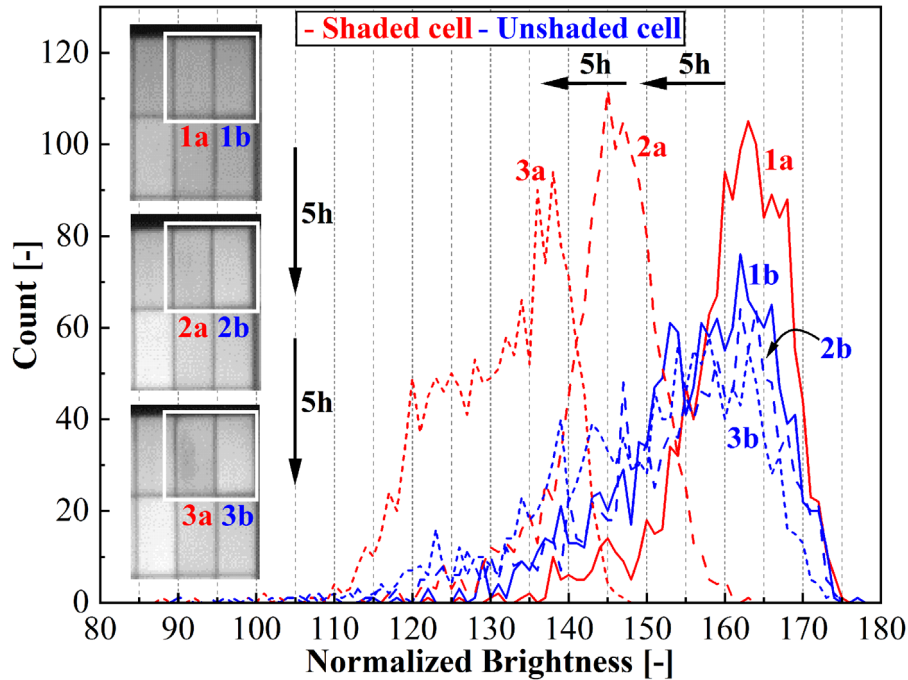 - Shaded cell - Unshaded cell
120
100
80
60
40
20
0
Count [-]
1a 1b
5h
2a 2b
5h
3a 3b
5h 5h
3a
2a
1a
1b
2b
3b
80 90 100 110 120 130 140 150 160 170 180
Normalized Brightness [-]